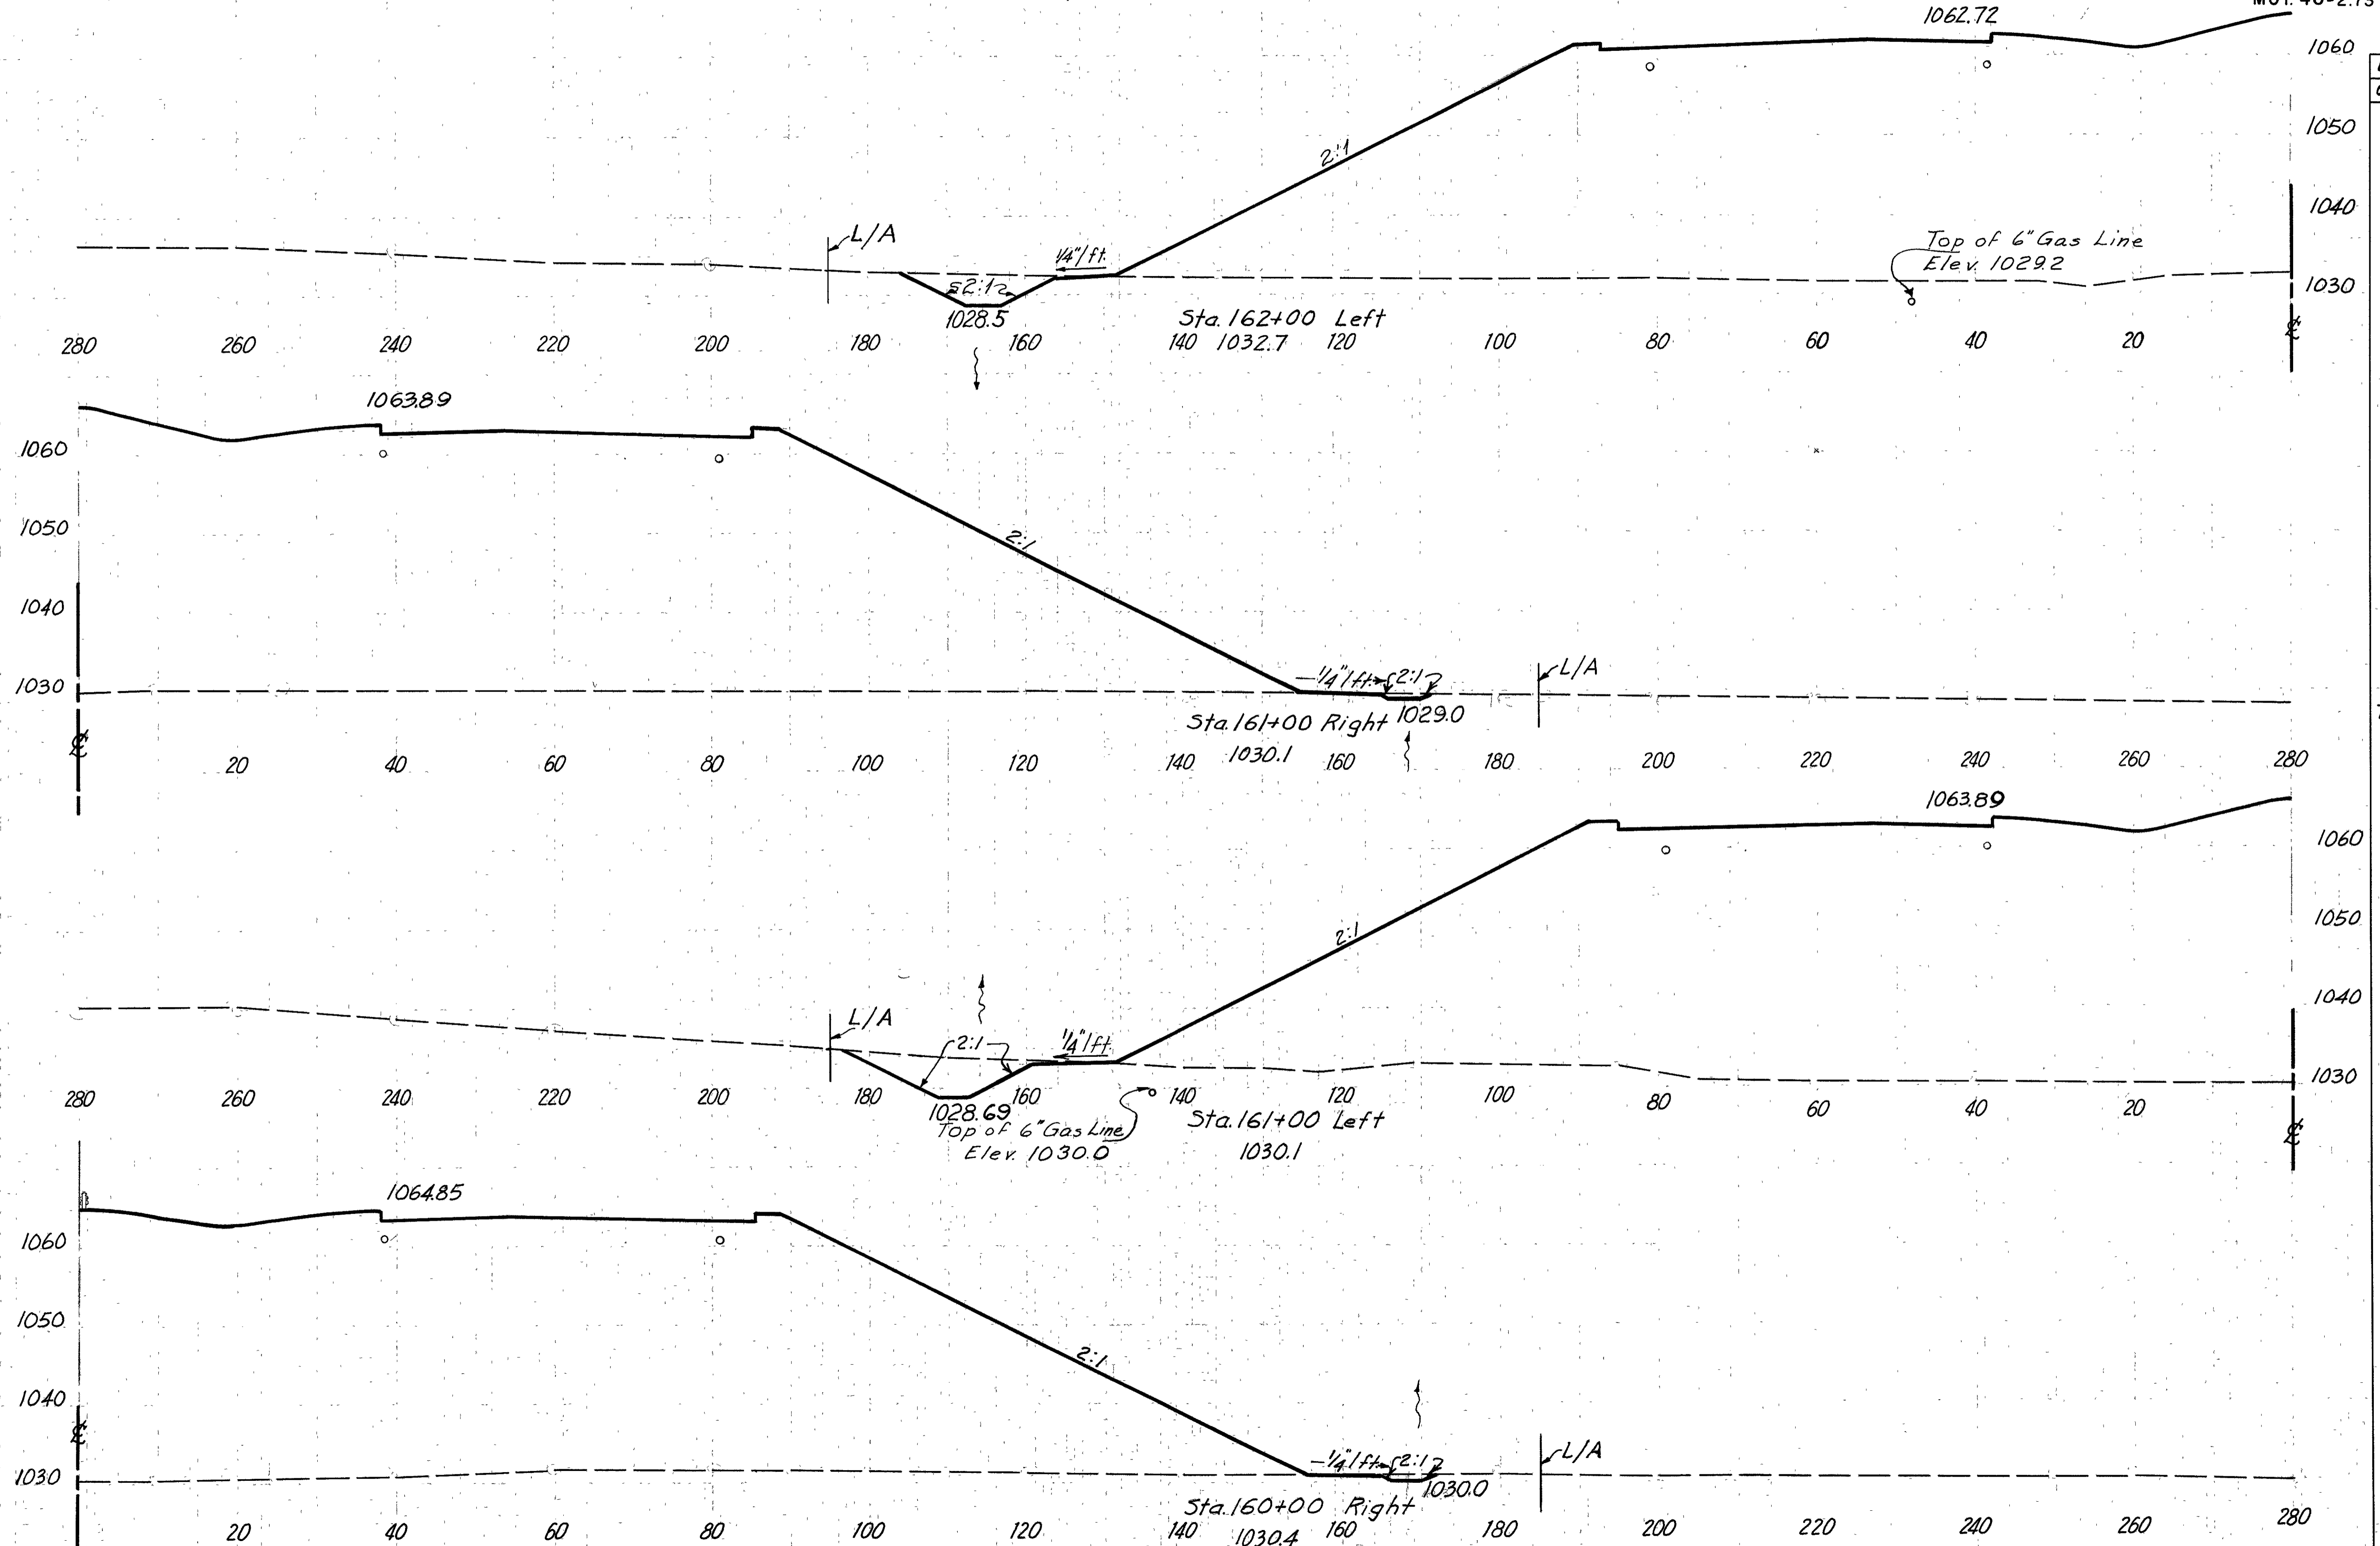 1062.72
1060
1050
1040
1030
L/A
1/4"/ft.
2:1
2:1
Top of 6" Gas Line
Elev. 1029.2
1028.5
Sta. 162+00 Left
1032.7
280 260 240 220 200 180 160 140 120 100 80 60 40 20
℄
1063.89
1060
1050
1040
1030
2:1
1/4"/ft.
2:1
L/A
1029.0
Sta. 161+00 Right
1030.1
℄
20 40 60 80 100 120 140 160 180 200 220 240 260 280
1063.89
1060
1050
1040
1030
2:1
L/A
2:1
1/4"/ft.
280 260 240 220 200 180 160 140 120 100 80 60 40 20
1028.69
Top of 6" Gas Line
Elev. 1030.0
Sta. 161+00 Left
1030.1
℄
1064.85
1060
1050
1040
1030
℄
2:1
1/4"/ft.
2:1
L/A
1030.0
Sta. 160+00 Right
1030.4
20 40 60 80 100 120 140 160 180 200 220 240 260 280